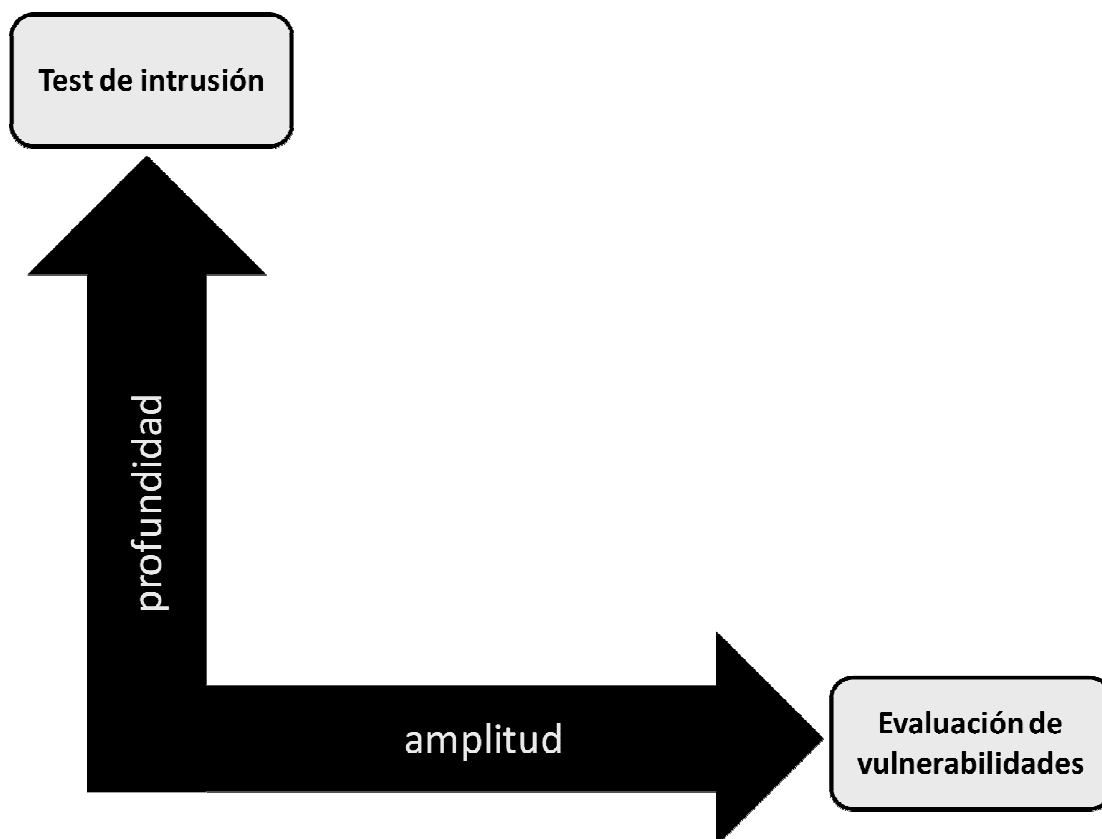 Test de intrusión
profundidad
amplitud
Evaluación de
vulnerabilidades